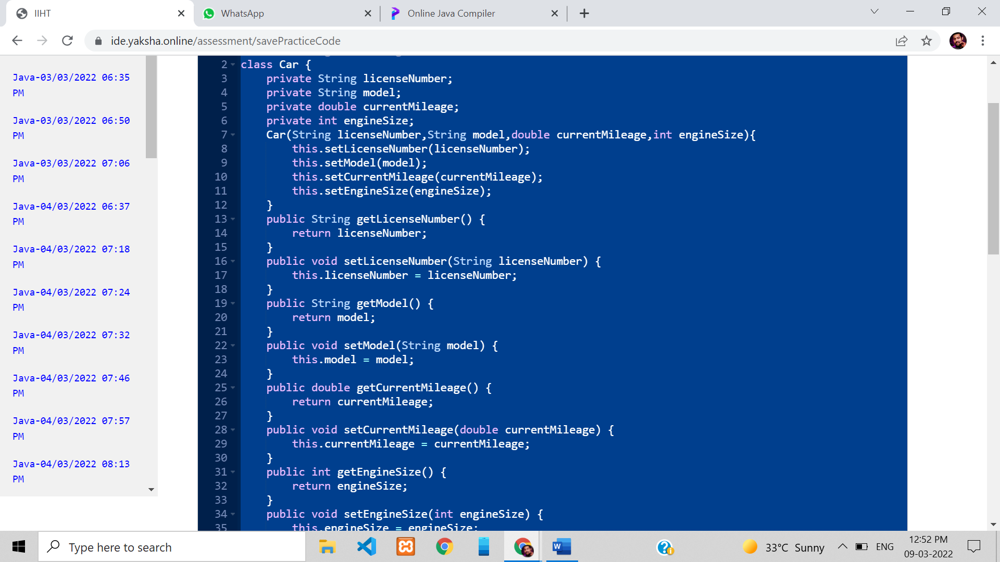 IIHT
WhatsApp
Online Java Compiler
ide.yaksha.online/assessment/savePracticeCode
Java-03/03/2022 06:35
PM
Java-03/03/2022 06:50
PM
Java-03/03/2022 07:06
PM
Java-04/03/2022 06:37
PM
Java-04/03/2022 07:18
PM
Java-04/03/2022 07:24
PM
Java-04/03/2022 07:32
PM
Java-04/03/2022 07:46
PM
Java-04/03/2022 07:57
PM
Java-04/03/2022 08:13
PM
2 class Car {
3 private String licenseNumber;
4 private String model;
5 private double currentMileage;
6 private int engineSize;
7 Car(String licenseNumber,String model,double currentMileage,int engineSize){
8 this.setLicenseNumber(licenseNumber);
9 this.setModel(model);
10 this.setCurrentMileage(currentMileage);
11 this.setEngineSize(engineSize);
12 }
13 public String getLicenseNumber() {
14 return licenseNumber;
15 }
16 public void setLicenseNumber(String licenseNumber) {
17 this.licenseNumber = licenseNumber;
18 }
19 public String getModel() {
20 return model;
21 }
22 public void setModel(String model) {
23 this.model = model;
24 }
25 public double getCurrentMileage() {
26 return currentMileage;
27 }
28 public void setCurrentMileage(double currentMileage) {
29 this.currentMileage = currentMileage;
30 }
31 public int getEngineSize() {
32 return engineSize;
33 }
34 public void setEngineSize(int engineSize) {
35 this.engineSize = engineSize;
Type here to search
W
33°C Sunny
ENG
12:52 PM
09-03-2022